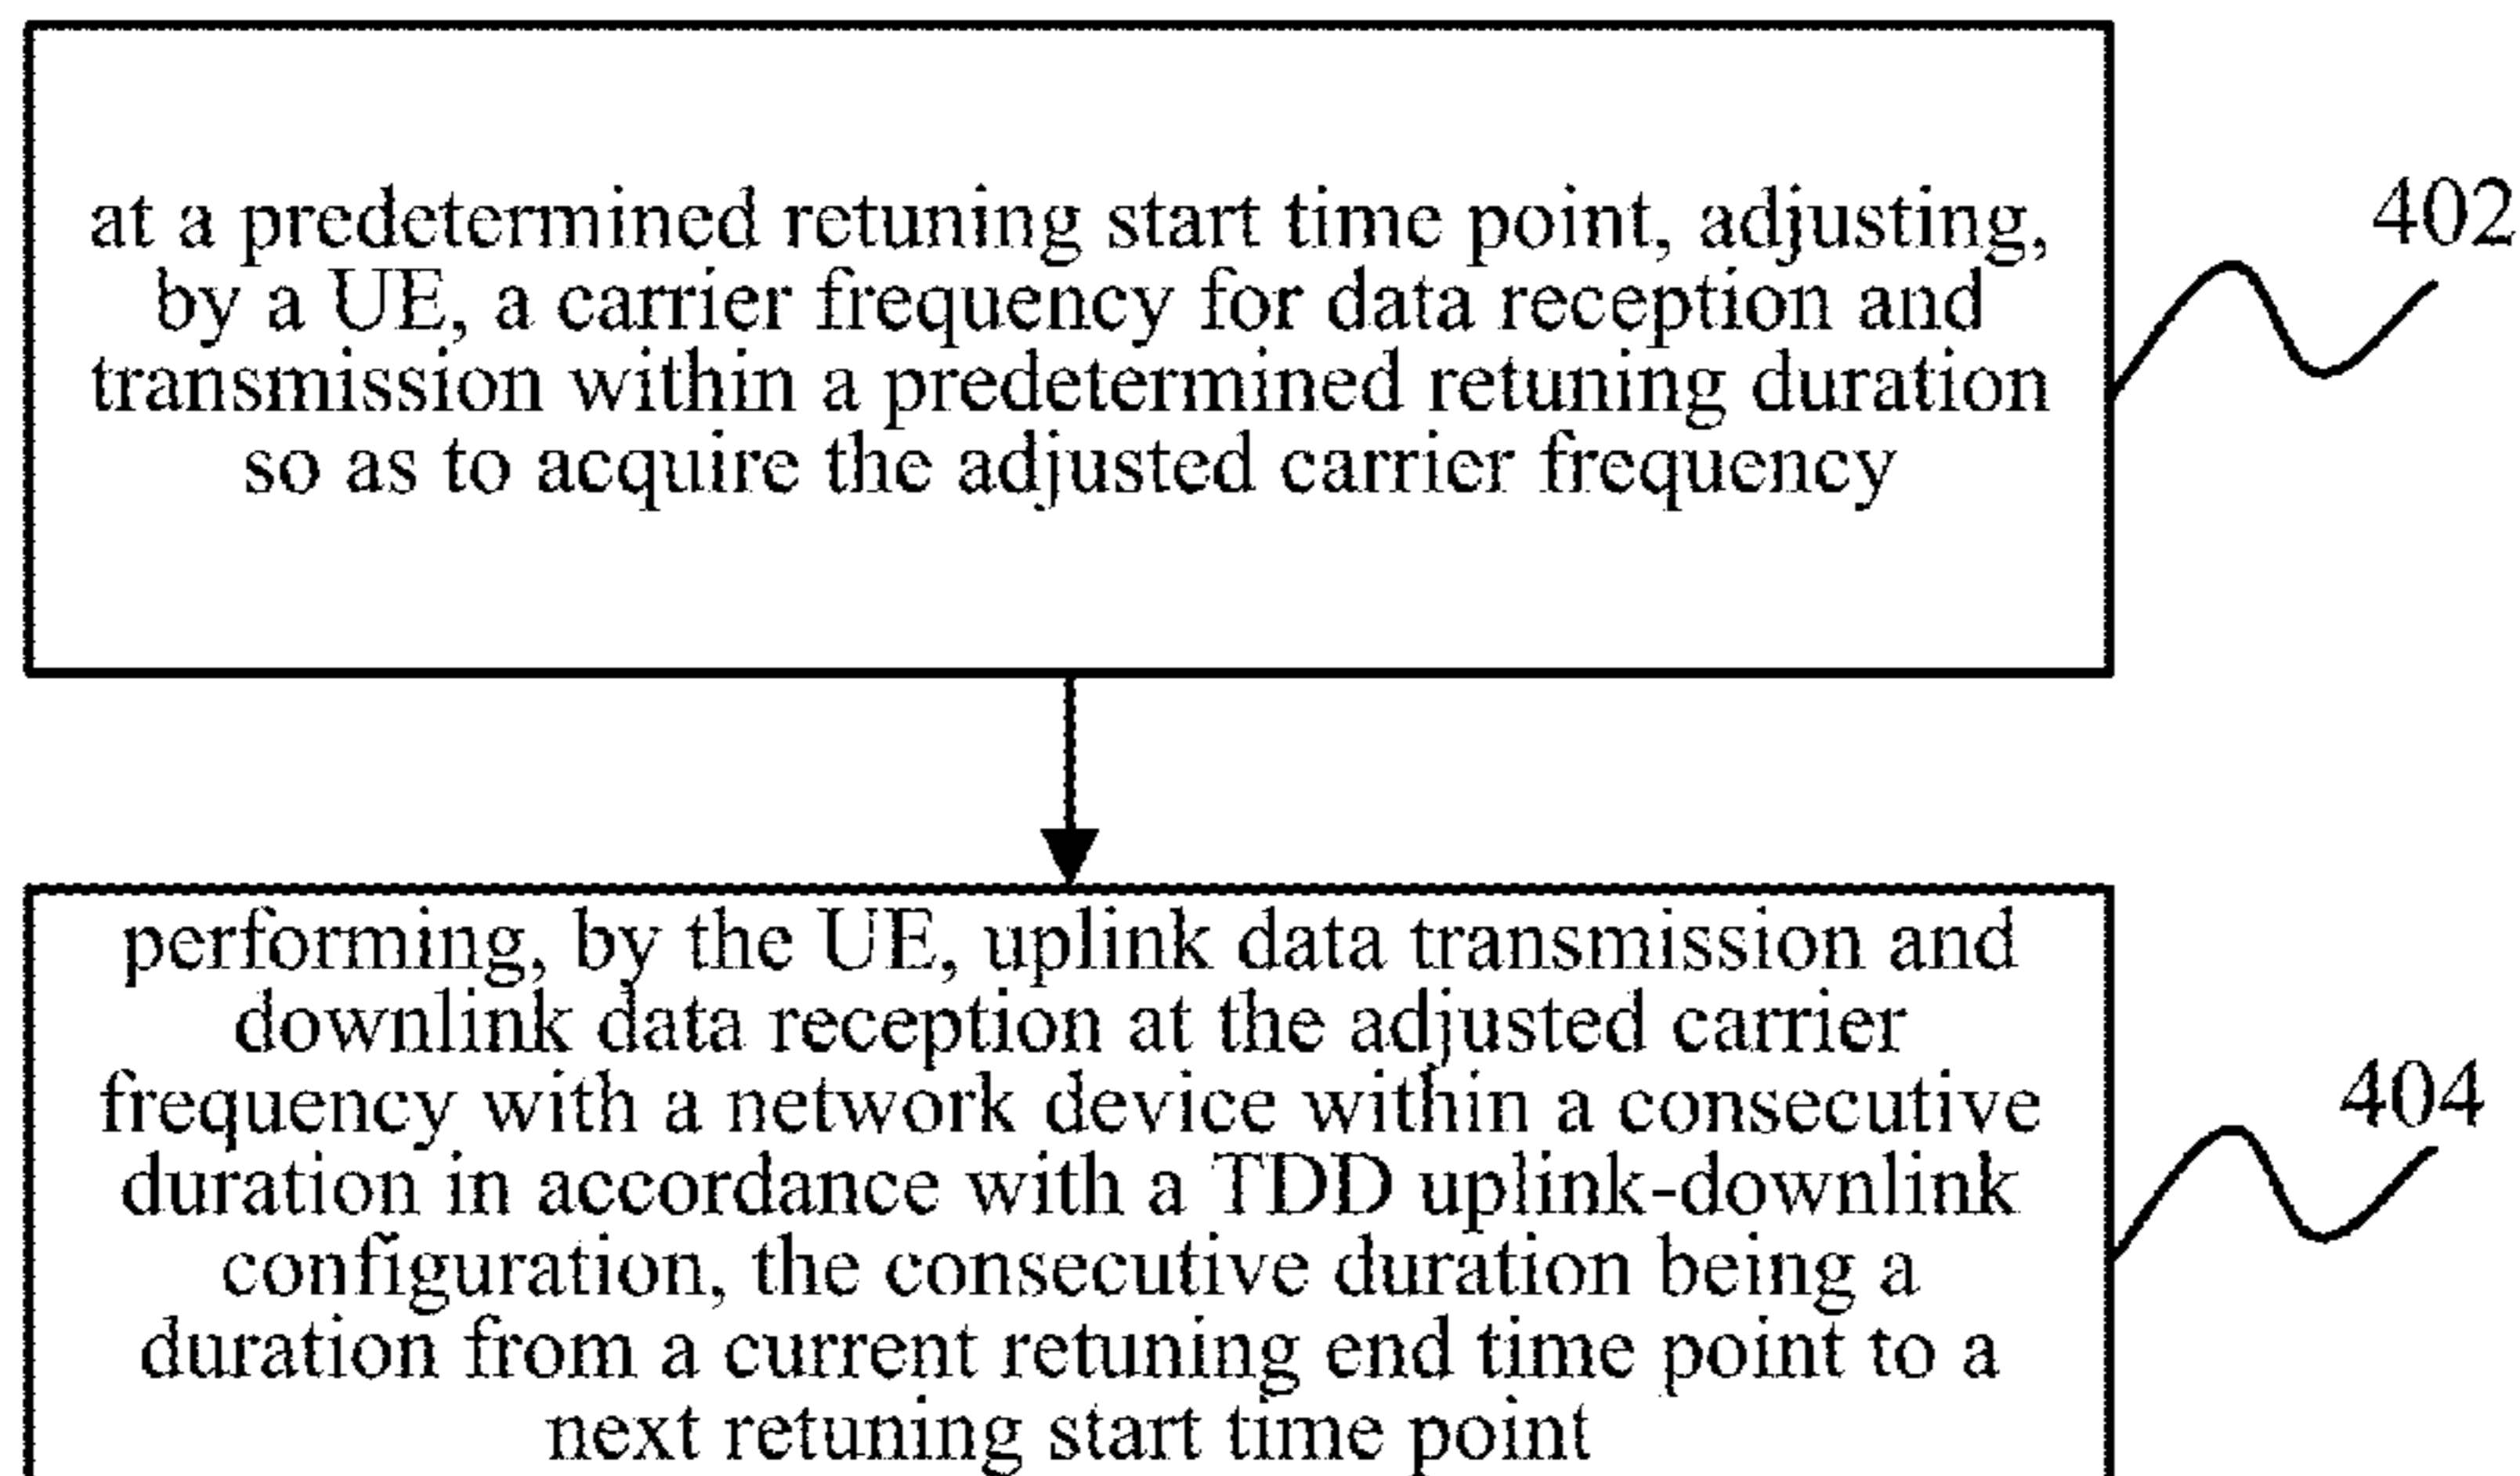 at a predetermined retuning start time point, adjusting,
by a UE, a carrier frequency for data reception and
transmission within a predetermined retuning duration
so as to acquire the adjusted carrier frequency
402
performing, by the UE, uplink data transmission and
downlink data reception at the adjusted carrier
frequency with a network device within a consecutive
duration in accordance with a TDD uplink-downlink
configuration, the consecutive duration being a
duration from a current retuning end time point to a
next retuning start time point
404